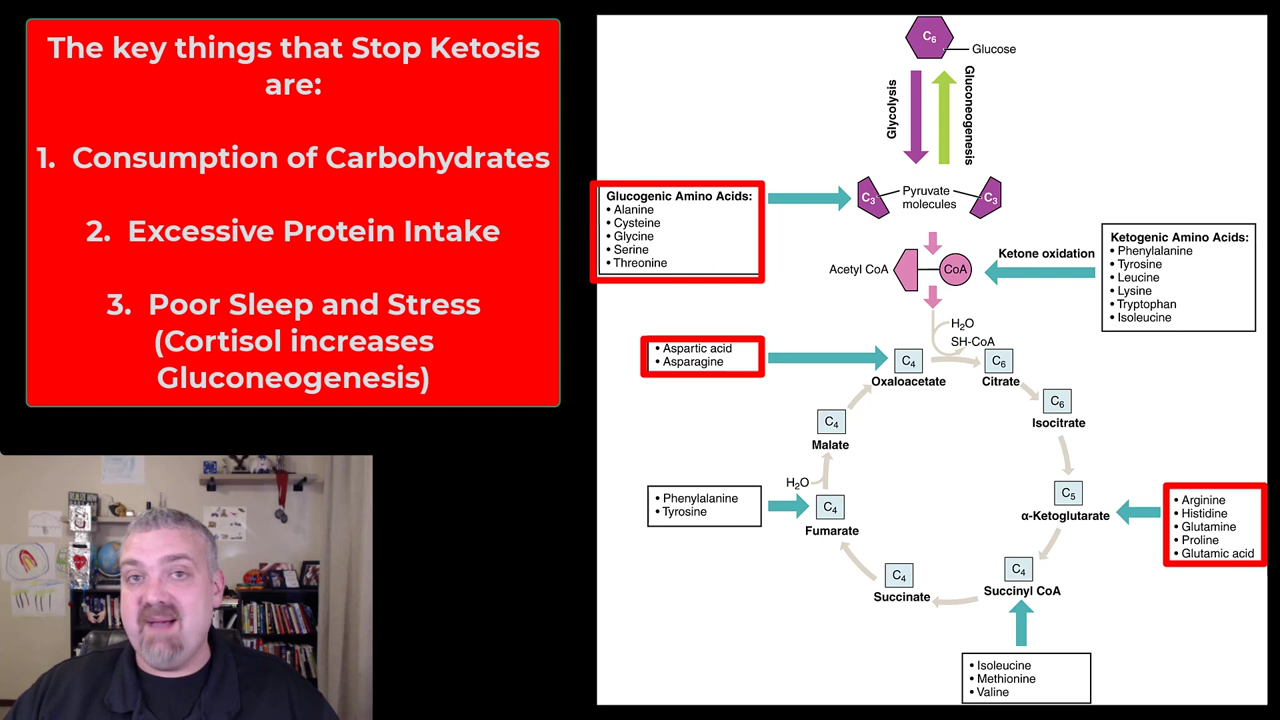 The key things that Stop Ketosis
are:
1. Consumption of Carbohydrates
2. Excessive Protein Intake
3. Poor Sleep and Stress
(Cortisol increases
Gluconeogenesis)
C6
Glucose
Glycolysis
Gluconeogenesis
Glucogenic Amino Acids:
• Alanine
• Cysteine
• Glycine
• Serine
• Threonine
C3
Pyruvate
molecules
C3
Ketogenic Amino Acids:
• Phenylalanine
• Tyrosine
• Leucine
• Lysine
• Tryptophan
• Isoleucine
Ketone oxidation
Acetyl CoA
CoA
H2O
SH-CoA
• Aspartic acid
• Asparagine
C4
Oxaloacetate
C6
Citrate
C6
Isocitrate
C5
α-Ketoglutarate
• Arginine
• Histidine
• Glutamine
• Proline
• Glutamic acid
C4
Succinyl CoA
• Isoleucine
• Methionine
• Valine
C4
Succinate
C4
Fumarate
• Phenylalanine
• Tyrosine
H2O
C4
Malate